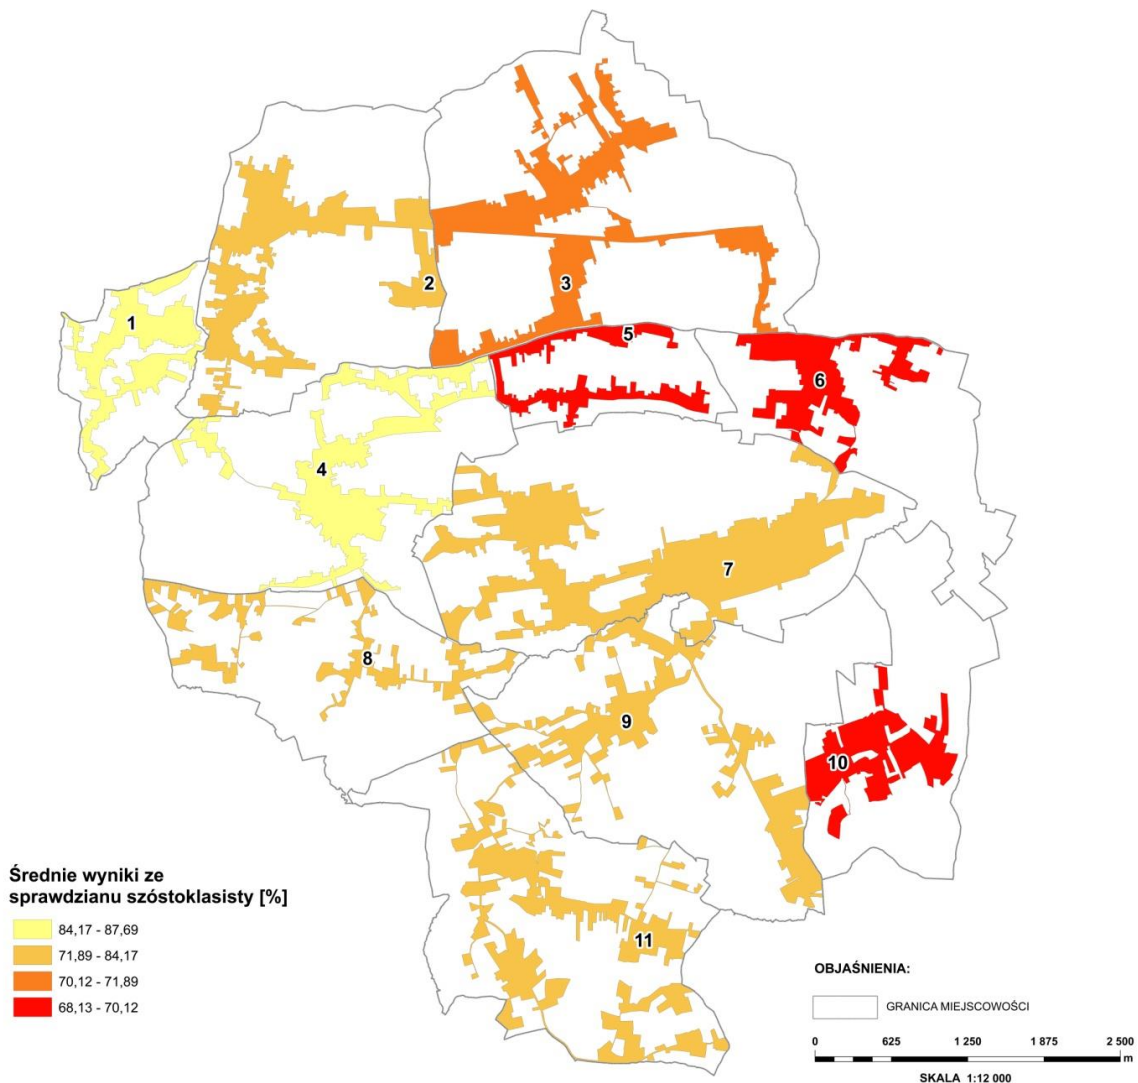 2
3
1
5
6
4
7
8
9
10
11
Średnie wyniki ze
sprawdzianu szóstoklasisty [%]
84,17 - 87,69
71,89 - 84,17
70,12 - 71,89
68,13 - 70,12
OBJAŚNIENIA:
GRANICA MIEJSCOWOŚCI
0 625 1 250 1 875 2 500
m
SKALA 1:12 000